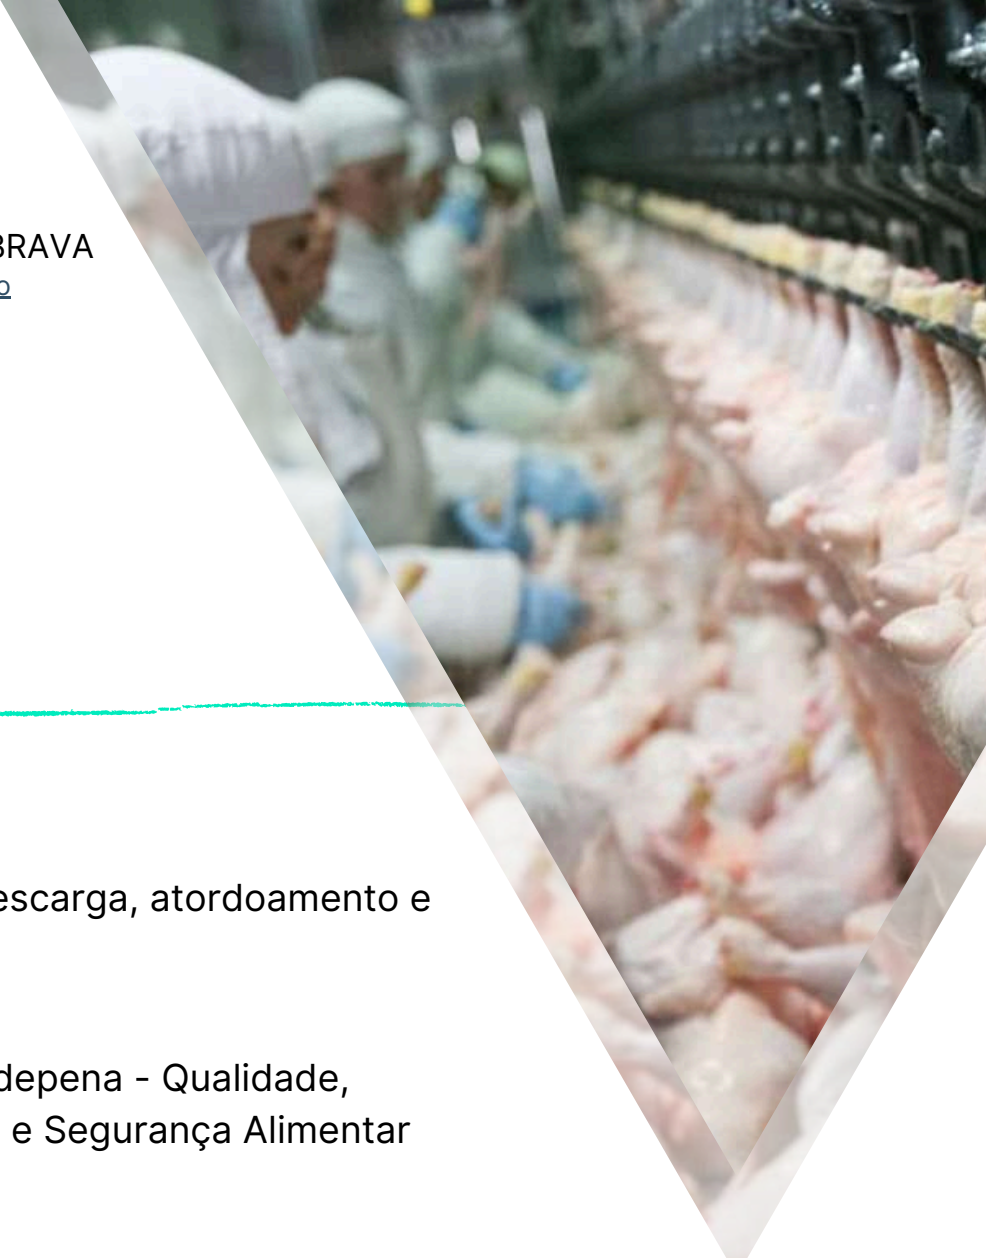 BRAVA
o
escarga, atordoamento e
depena - Qualidade,
e Segurança Alimentar